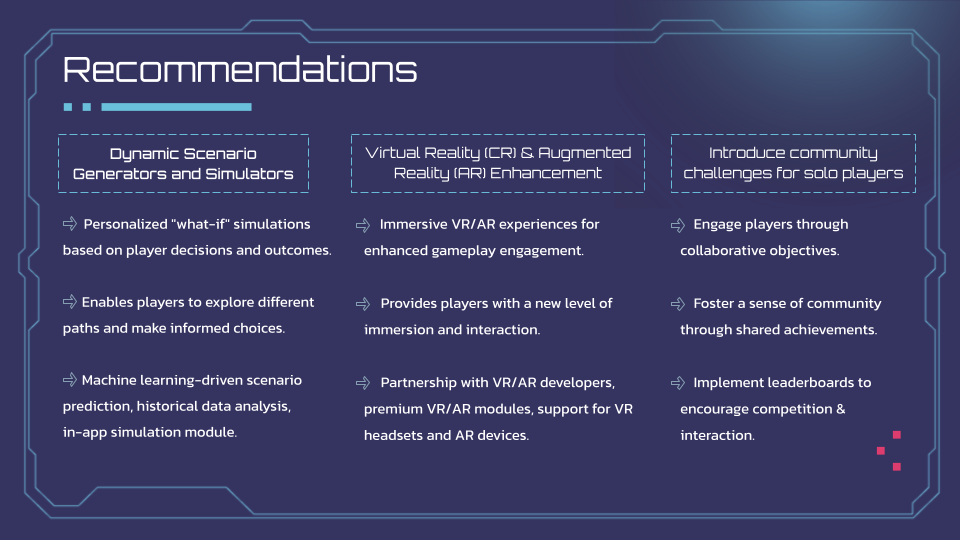 Recommendations
Dynamic Scenario
Generators and Simulators
Personalized "what-if" simulations
based on player decisions and outcomes.
Enables players to explore different
paths and make informed choices.
Machine learning-driven scenario
prediction, historical data analysis,
in-app simulation module.
Virtual Reality (CR) & Augmented
Reality (AR) Enhancement
Immersive VR/AR experiences for
enhanced gameplay engagement.
Provides players with a new level of
immersion and interaction.
Partnership with VR/AR developers,
premium VR/AR modules, support for VR
headsets and AR devices.
Introduce community
challenges for solo players
Engage players through
collaborative objectives.
Foster a sense of community
through shared achievements.
Implement leaderboards to
encourage competition &
interaction.